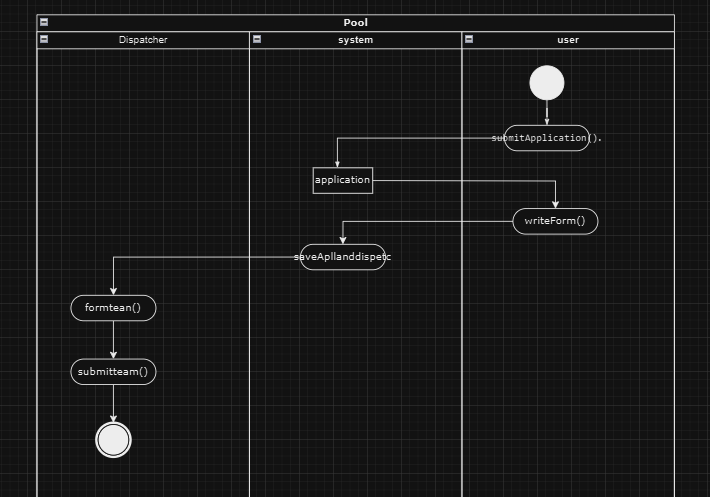 Pool
Dispatcher
system
user
submitApplication().
application
writeForm()
saveApllanddispetc
formtean()
submitteam()